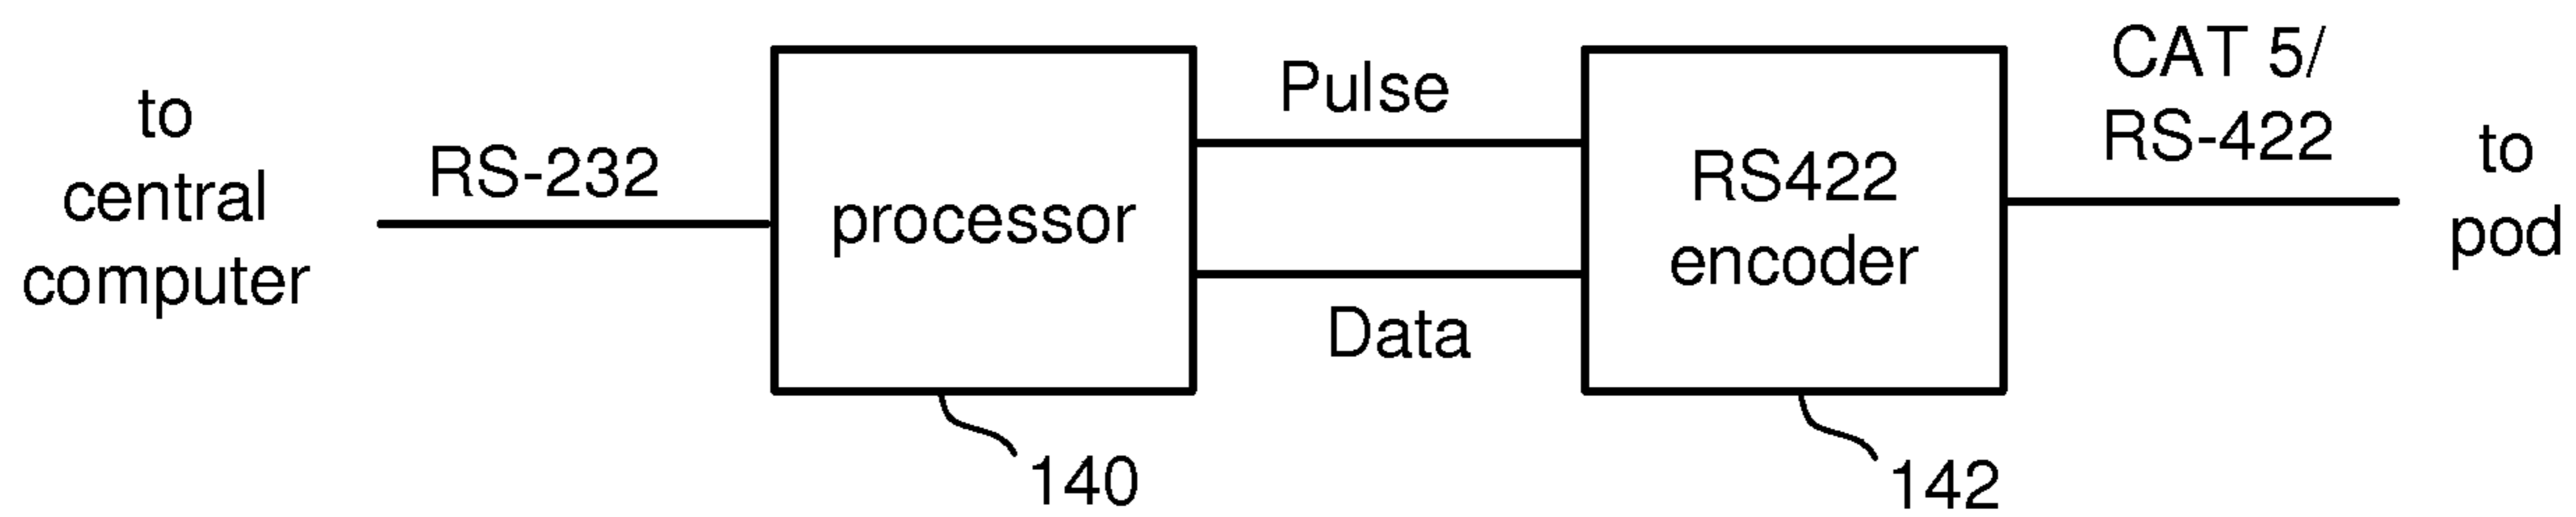 to
central
computer
RS-232
processor
140
Pulse
Data
RS422
encoder
142
CAT 5/
RS-422
to
pod